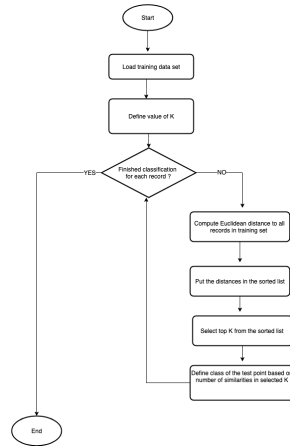 Start
Load training data set
Define value of K
Finished classification
for each record ?
YES
NO
Compute Euclidean distance to all
records in training set
Put the distances in the sorted list
Select top K from the sorted list
Define class of the test point based o
number of similarities in selected K
End